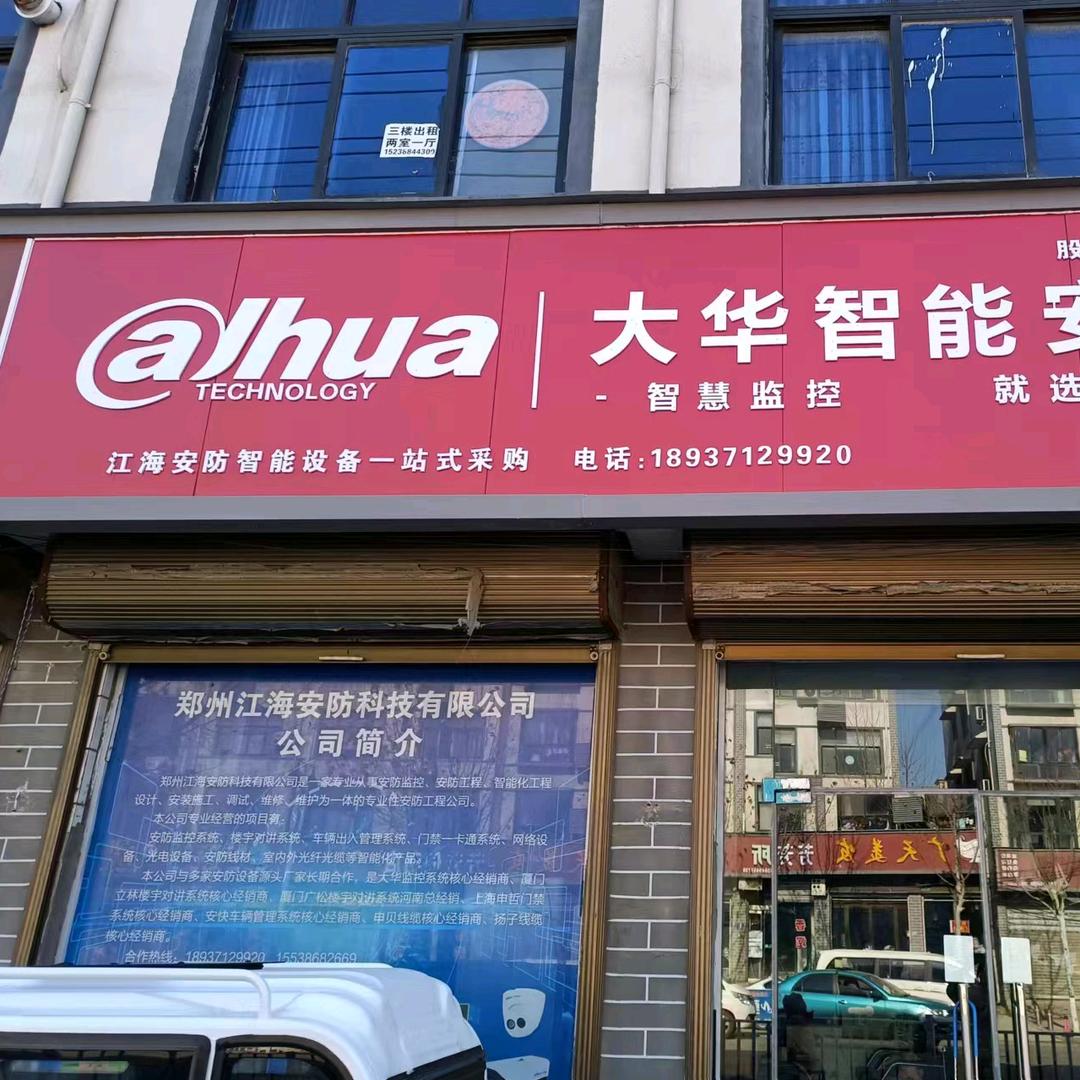 三楼出租
两室一厅
15236844309
股
alhua
TECHNOLOGY
大华智能安
- 智慧监控
就选
江海安防智能设备一站式采购
电话:18937129920
郑州江海安防科技有限公司
公司简介
郑州江海安防科技有限公司是一家专业从事安防监控、安防工程、智能化工程
设计、安装施工、调试、维修、维护为一体的专业性安防工程公司。
本公司专业经营的项目有:
安防监控系统、楼宇对讲系统、车辆出入管理系统、门禁一卡通系统、网络设
备、光电设备、安防线材、室内外光纤光缆等智能化产品。
本公司与多家安防设备源头厂家长期合作，是大华监控系统核心经销商、厦门
立林楼宇对讲系统核心经销商、厦门广松楼宇对讲系统河南总经销、上海申哲门禁
系统核心经销商、安快车辆管理系统核心经销商、申贝线缆核心经销商、扬子线缆
核心经销商。
合作热线：18937129920 15538682669